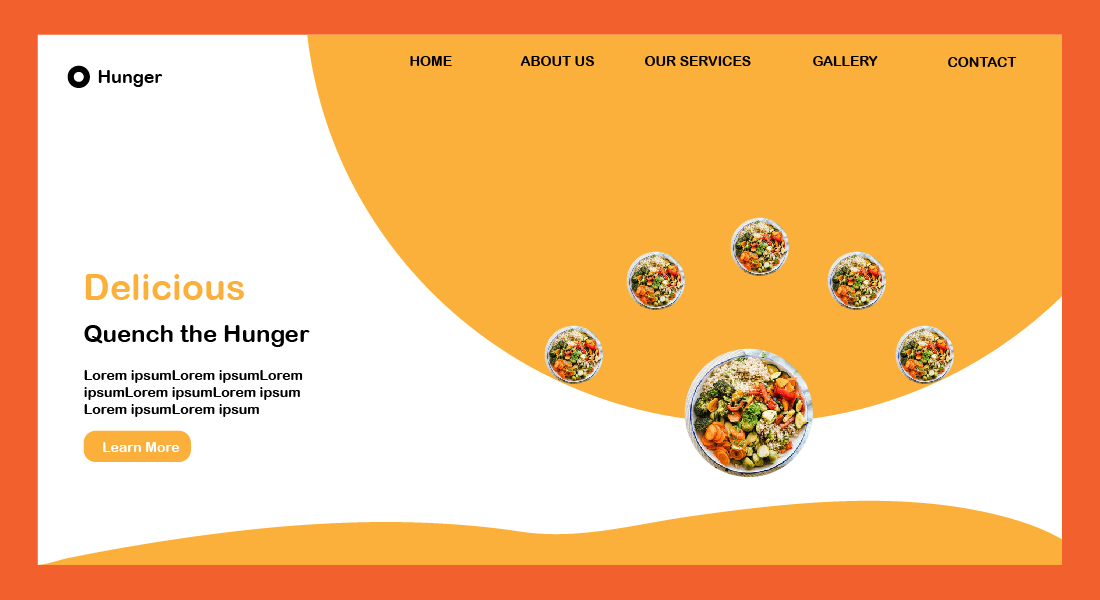 Hunger
HOME ABOUT US OUR SERVICES GALLERY CONTACT
Delicious
Quench the Hunger
Lorem ipsumLorem ipsumLorem
ipsumLorem ipsumLorem ipsum
Lorem ipsumLorem ipsum
Learn More